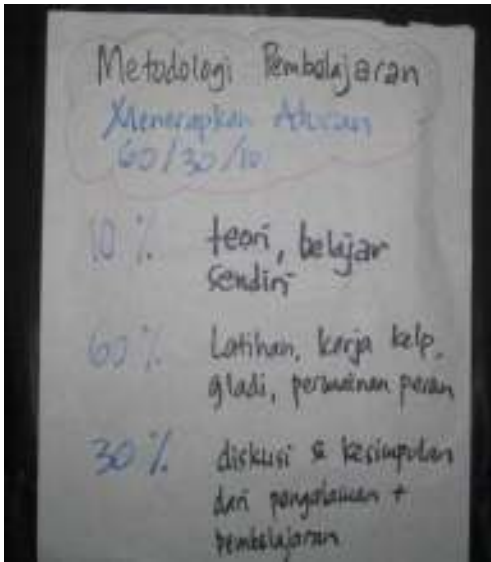 Metodologi Pembelajaran
Menerapkan Aturan
60/30/10
10 % teori, belajar
sendiri
60 % Latihan, kerja kelp,
gladi, permainan peran
30 % diskusi & kesimpulan
dari pengalaman +
pembelajaran